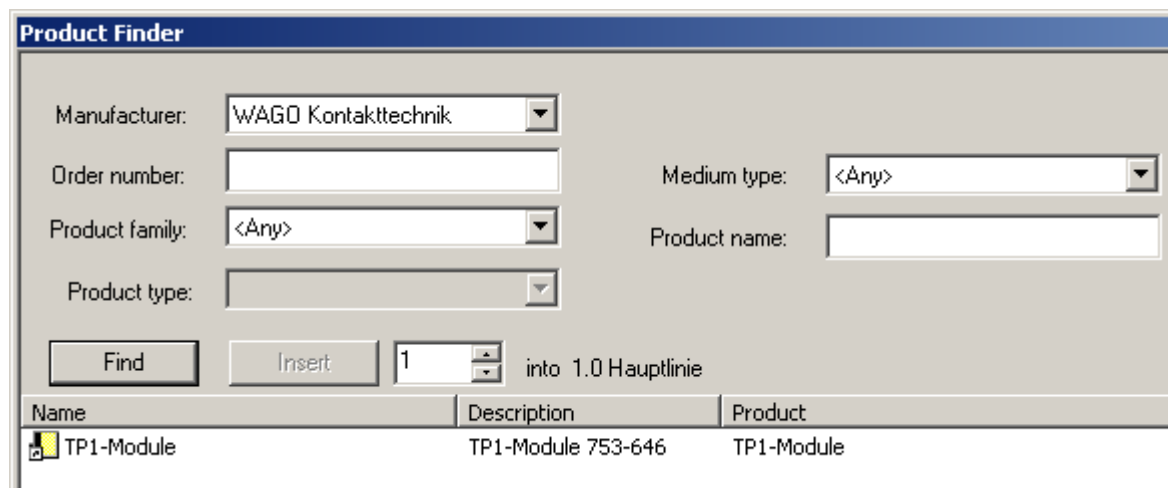 Product Finder
Manufacturer: WAGO Kontakttechnik
Order number: Medium type: <Any>
Product family: <Any> Product name:
Product type:
Find Insert 1 into 1.0 Hauptlinie
Name Description Product
TP1-Module TP1-Module 753-646 TP1-Module